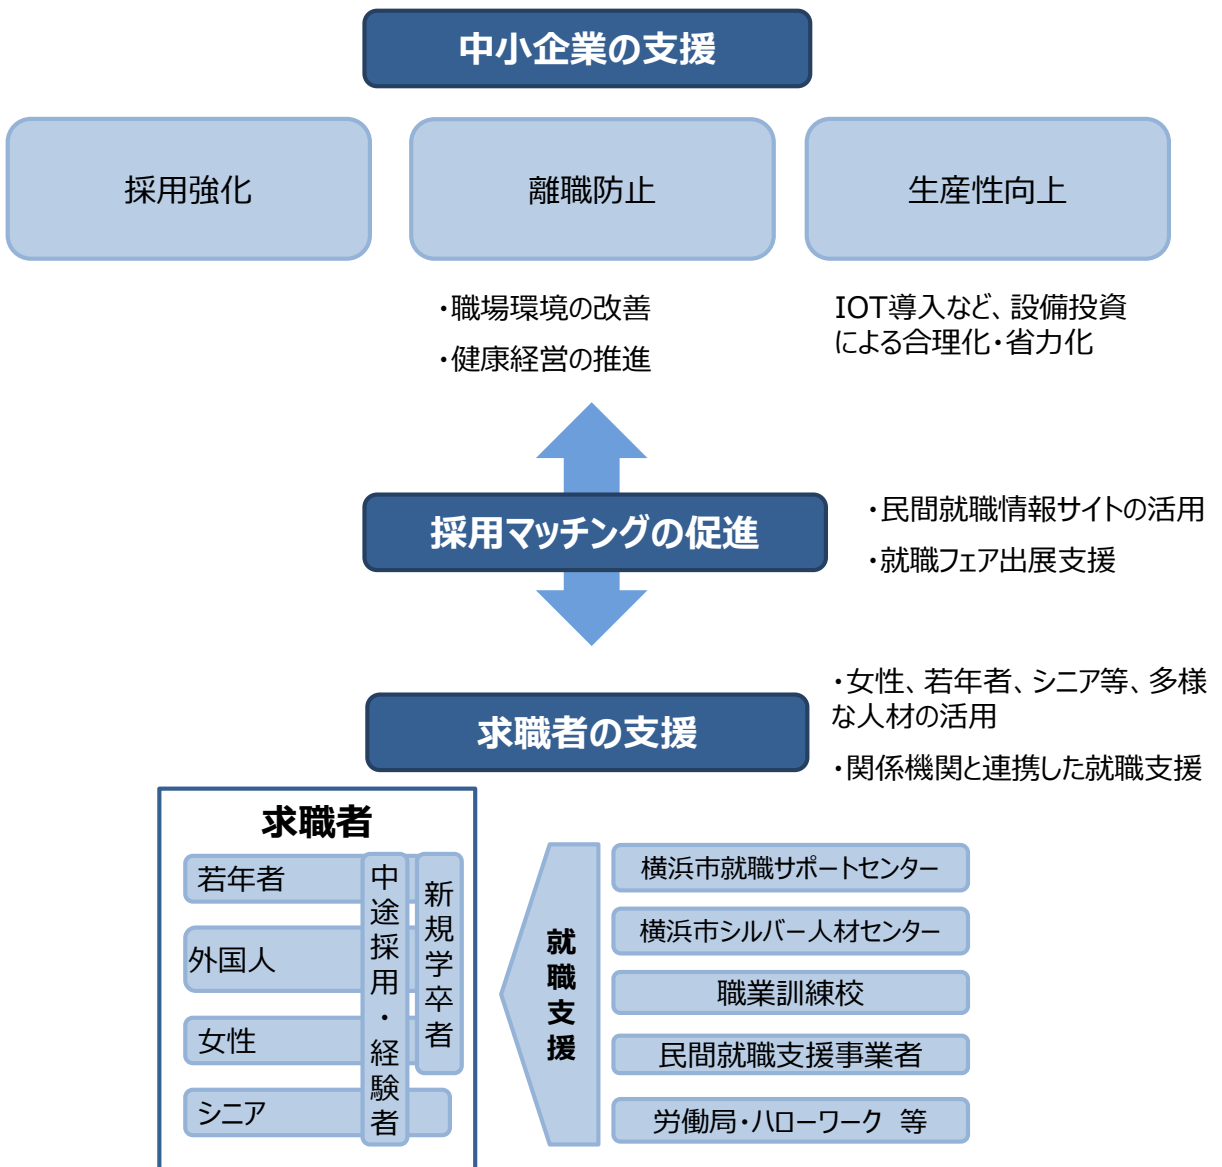 中小企業の支援
採用強化
離職防止
生産性向上
・職場環境の改善
・健康経営の推進
IOT導入など、設備投資
による合理化・省力化
採用マッチングの促進
・民間就職情報サイトの活用
・就職フェア出展支援
求職者の支援
・女性、若年者、シニア等、多様
な人材の活用
・関係機関と連携した就職支援
求職者
若年者
外国人
女性
シニア
中途採用・経験者
新規学卒者
就職支援
横浜市就職サポートセンター
横浜市シルバー人材センター
職業訓練校
民間就職支援事業者
労働局・ハローワーク 等